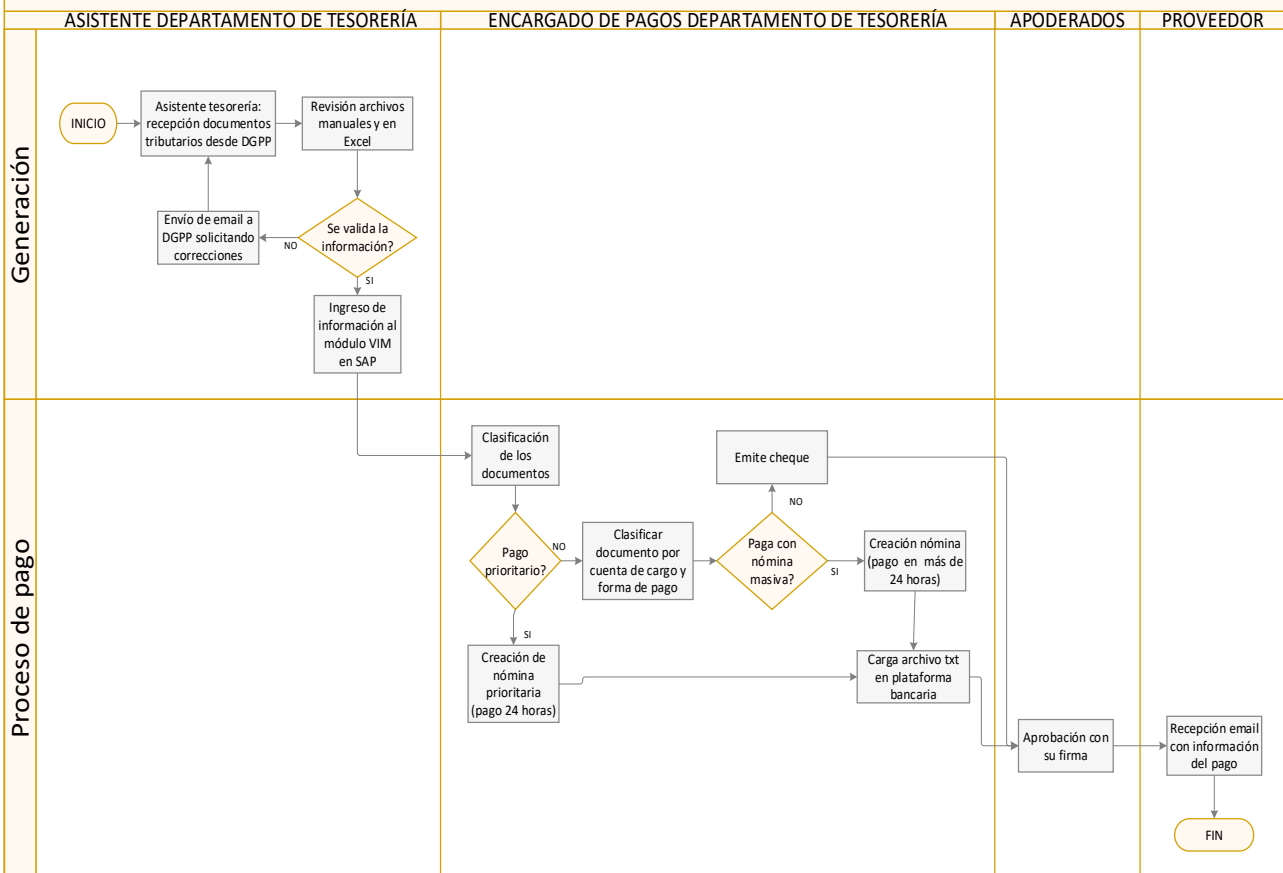 ASISTENTE DEPARTAMENTO DE TESORERÍA
ENCARGADO DE PAGOS DEPARTAMENTO DE TESORERÍA
APODERADOS
PROVEEDOR
Generación
INICIO
Asistente tesorería:
recepción documentos
tributarios desde DGPP
Revisión archivos
manuales y en
Excel
Se valida la
información?
NO
Envío de email a
DGPP solicitando
correcciones
SI
Ingreso de
información al
módulo VIM
en SAP
Proceso de pago
Clasificación
de los
documentos
Pago
prioritario?
NO
Clasificar
documento por
cuenta de cargo y
forma de pago
Paga con
nómina
masiva?
NO
Emite cheque
SI
Creación nómina
(pago en más de
24 horas)
SI
Creación de
nómina
prioritaria
(pago 24 horas)
Carga archivo txt
en plataforma
bancaria
Aprobación con
su firma
Recepción email
con información
del pago
FIN